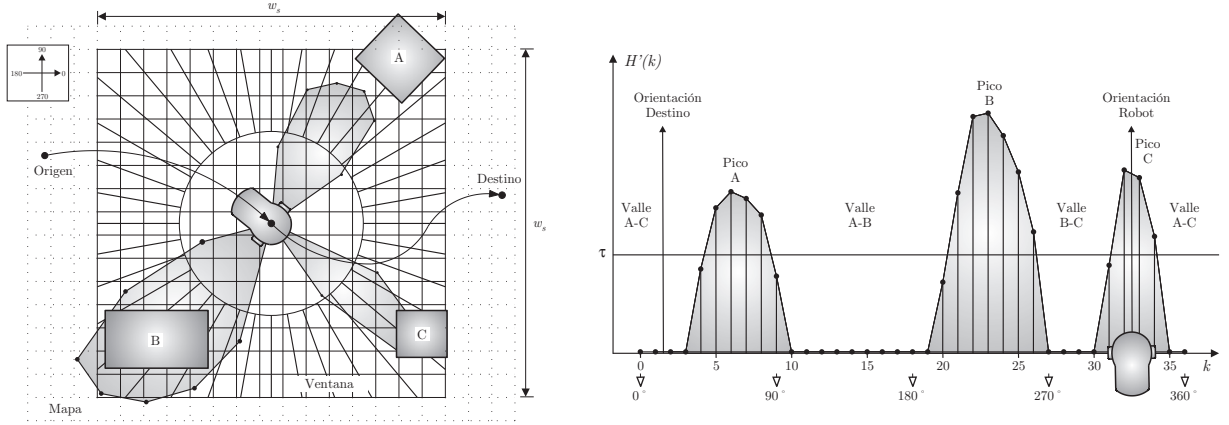 w_s
90
180
0
270
A
Origen
Destino
w_s
B
C
Ventana
Mapa
H'(k)
Orientación
Destino
Pico
A
Pico
B
Orientación
Robot
Pico
C
Valle
A-C
Valle
A-B
Valle
B-C
Valle
A-C
τ
0 5 10 15 20 25 30 35 k
0° 90° 180° 270° 360°